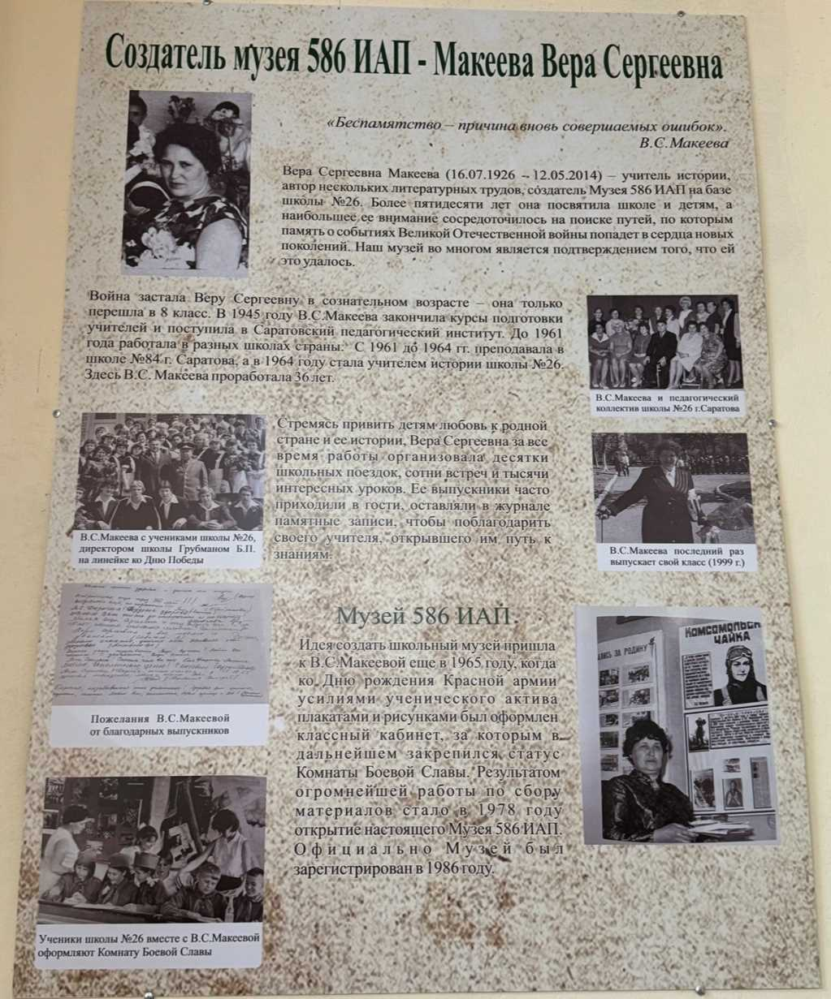 Создатель музея 586 ИАП - Макеева Вера Сергеевна
«Беспамятство – причина вновь совершаемых ошибок».
В.С.Макеева
Вера Сергеевна Макеева (16.07.1926 – 12.05.2014) – учитель истории,
автор нескольких литературных трудов, создатель Музея 586 ИАП на базе
школы №26. Более пятидесяти лет она посвятила школе и детям, а
наибольшее ее внимание сосредоточилось на поиске путей, по которым
память о событиях Великой Отечественной войны попадет в сердца новых
поколений. Наш музей во многом является подтверждением того, что ей
это удалось.
Война застала Веру Сергеевну в сознательном возрасте – она только
перешла в 8 класс. В 1945 году В.С.Макеева закончила курсы подготовки
учителей и поступила в Саратовский педагогический институт. До 1961
года работала в разных школах страны. С 1961 до 1964 гг. преподавала в
школе №84 г. Саратова, а в 1964 году стала учителем истории школы №26.
Здесь В.С. Макеева проработала 36 лет.
В.С.Макеева и педагогический
коллектив школы №26 г.Саратова
Стремясь привить детям любовь к родной
стране и ее истории, Вера Сергеевна за все
время работы организовала десятки
школьных поездок, сотни встреч и тысячи
интересных уроков. Ее выпускники часто
приходили в гости, оставляли в журнале
памятные записи, чтобы поблагодарить
своего учителя, открывшего им путь к
знаниям.
В.С.Макеева с учениками школы №26,
директором школы Грубманом Б.П.
на линейке ко Дню Победы
В.С.Макеева последний раз
выпускает свой класс (1999 г.)
Пожелания В.С.Макеевой
от благодарных выпускников
Музей 586 ИАП
Идея создать школьный музей пришла
к В.С.Макеевой еще в 1965 году, когда
ко Дню рождения Красной армии
усилиями ученического актива
плакатами и рисунками был оформлен
классный кабинет, за которым в
дальнейшем закрепился статус
Комнаты Боевой Славы. Результатом
огромнейшей работы по сбору
материалов стало в 1978 году
открытие настоящего Музея 586 ИАП.
Официально Музей был
зарегистрирован в 1986 году.
ЗА РОДИНУ
КОМСОМОЛЬСК
ЧАЙКА
Ученики школы №26 вместе с В.С.Макеевой
оформляют Комнату Боевой Славы